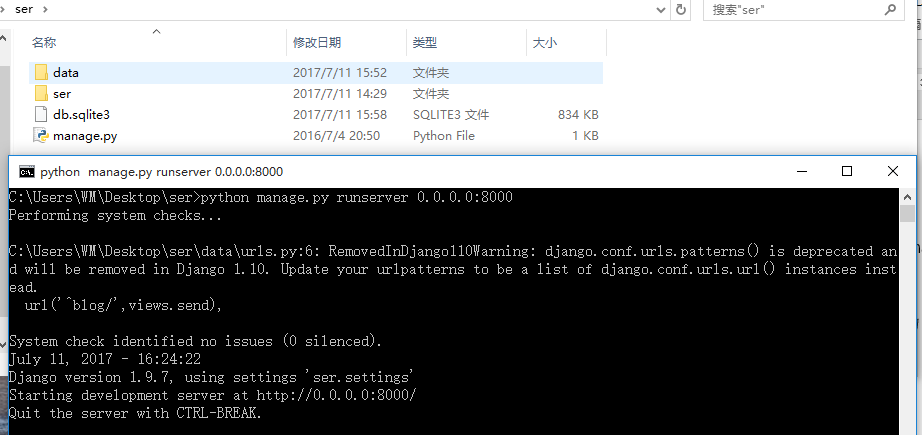 ser
搜索"ser"
名称 修改日期 类型 大小
data 2017/7/11 15:52 文件夹
ser 2017/7/11 14:29 文件夹
db.sqlite3 2017/7/11 15:58 SQLITE3 文件 834 KB
manage.py 2016/7/4 20:50 Python File 1 KB
python manage.py runserver 0.0.0.0:8000
C:\Users\WM\Desktop\ser>python manage.py runserver 0.0.0.0:8000
Performing system checks...
C:\Users\WM\Desktop\ser\data\urls.py:6: RemovedInDjango110Warning: django.conf.urls.patterns() is deprecated an
d will be removed in Django 1.10. Update your urlpatterns to be a list of django.conf.urls.url() instances inst
ead.
url('^blog/',views.send),
System check identified no issues (0 silenced).
July 11, 2017 - 16:24:22
Django version 1.9.7, using settings 'ser.settings'
Starting development server at http://0.0.0.0:8000/
Quit the server with CTRL-BREAK.